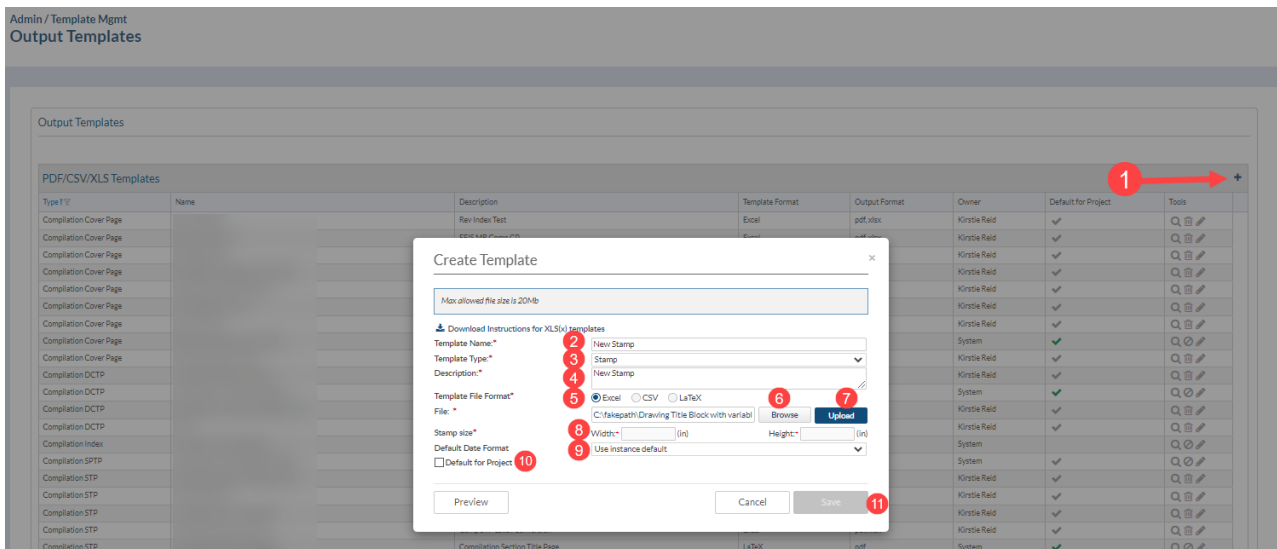 Admin / Template Mgmt
Output Templates
Output Templates
PDF/CSV/XLS Templates
1
+
Type Name Description Template Format Output Format Owner Default for Project Tools
Compilation Cover Page Rev Index Test Excel pdf, xlsx Kirstie Reid
Compilation Cover Page Excel Kirstie Reid
Compilation Cover Page Kirstie Reid
Compilation Cover Page Kirstie Reid
Compilation Cover Page Kirstie Reid
Compilation Cover Page Kirstie Reid
Compilation Cover Page Kirstie Reid
Compilation Cover Page System
Compilation Cover Page Kirstie Reid
Compilation DCTP Kirstie Reid
Compilation DCTP System
Compilation DCTP Kirstie Reid
Compilation DCTP Kirstie Reid
Compilation Index System
Compilation SPTP System
Compilation STP Kirstie Reid
Compilation STP Kirstie Reid
Compilation STP Kirstie Reid
Compilation STP Kirstie Reid
Compilation STP Compilation Section Title Page LaTeX pdf System
Create Template ×
Max allowed file size is 20Mb
Download Instructions for XLS(x) templates
Template Name:* 2 New Stamp
Template Type:* 3 Stamp
Description:* 4 New Stamp
Template File Format* 5 Excel CSV LaTeX 6 7
File: * C:\fakepath\Drawing Title Block with variabl Browse Upload
Stamp size* 8 Width:* (in) Height:* (in)
Default Date Format 9 Use instance default
Default for Project 10
Preview Cancel Save 11